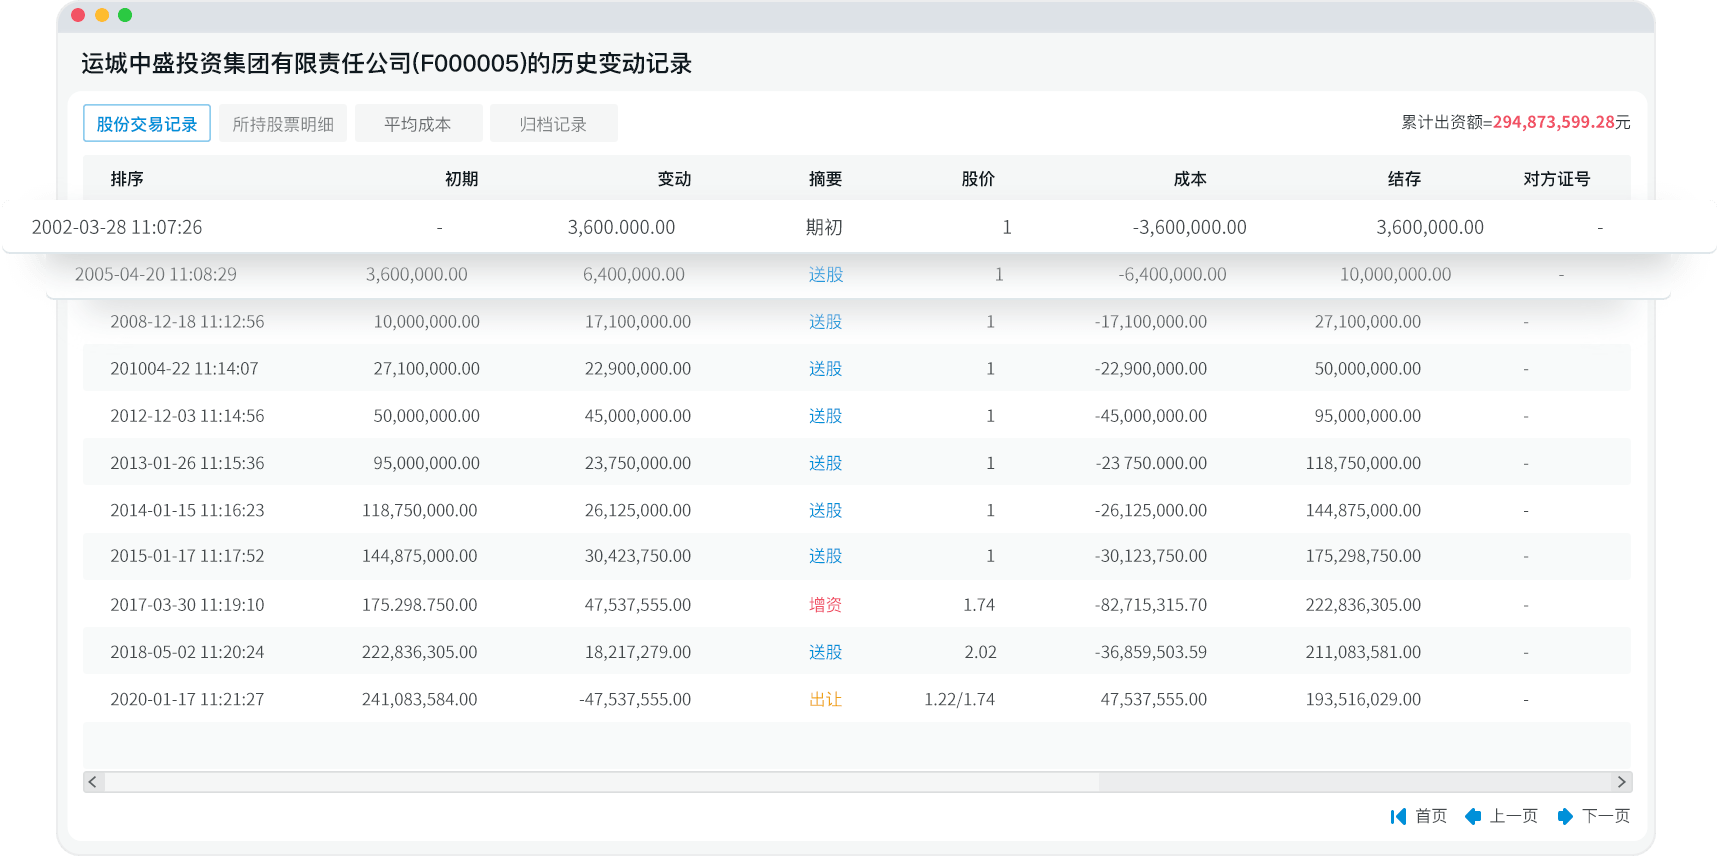 运城中盛投资集团有限责任公司(F000005)的历史变动记录
股份交易记录 所持股票明细 平均成本 归档记录 累计出资额=294,873,599.28元
排序 初期 变动 摘要 股价 成本 结存 对方证号
2002-03-28 11:07:26 - 3,600.000.00 期初 1 -3,600,000.00 3,600,000.00 -
2005-04-20 11:08:29 3,600,000.00 6,400,000.00 送股 1 -6,400,000.00 10,000,000.00 -
2008-12-18 11:12:56 10,000,000.00 17,100,000.00 送股 1 -17,100,000.00 27,100,000.00 -
201004-22 11:14:07 27,100,000.00 22,900,000.00 送股 1 -22,900,000.00 50,000,000.00 -
2012-12-03 11:14:56 50,000,000.00 45,000,000.00 送股 1 -45,000,000.00 95,000,000.00 -
2013-01-26 11:15:36 95,000,000.00 23,750,000.00 送股 1 -23 750.000.00 118,750,000.00 -
2014-01-15 11:16:23 118,750,000.00 26,125,000.00 送股 1 -26,125,000.00 144,875,000.00 -
2015-01-17 11:17:52 144,875,000.00 30,423,750.00 送股 1 -30,123,750.00 175,298,750.00 -
2017-03-30 11:19:10 175.298.750.00 47,537,555.00 增资 1.74 -82,715,315.70 222,836,305.00 -
2018-05-02 11:20:24 222,836,305.00 18,217,279.00 送股 2.02 -36,859,503.59 211,083,581.00 -
2020-01-17 11:21:27 241,083,584.00 -47,537,555.00 出让 1.22/1.74 47,537,555.00 193,516,029.00 -
首页 上一页 下一页